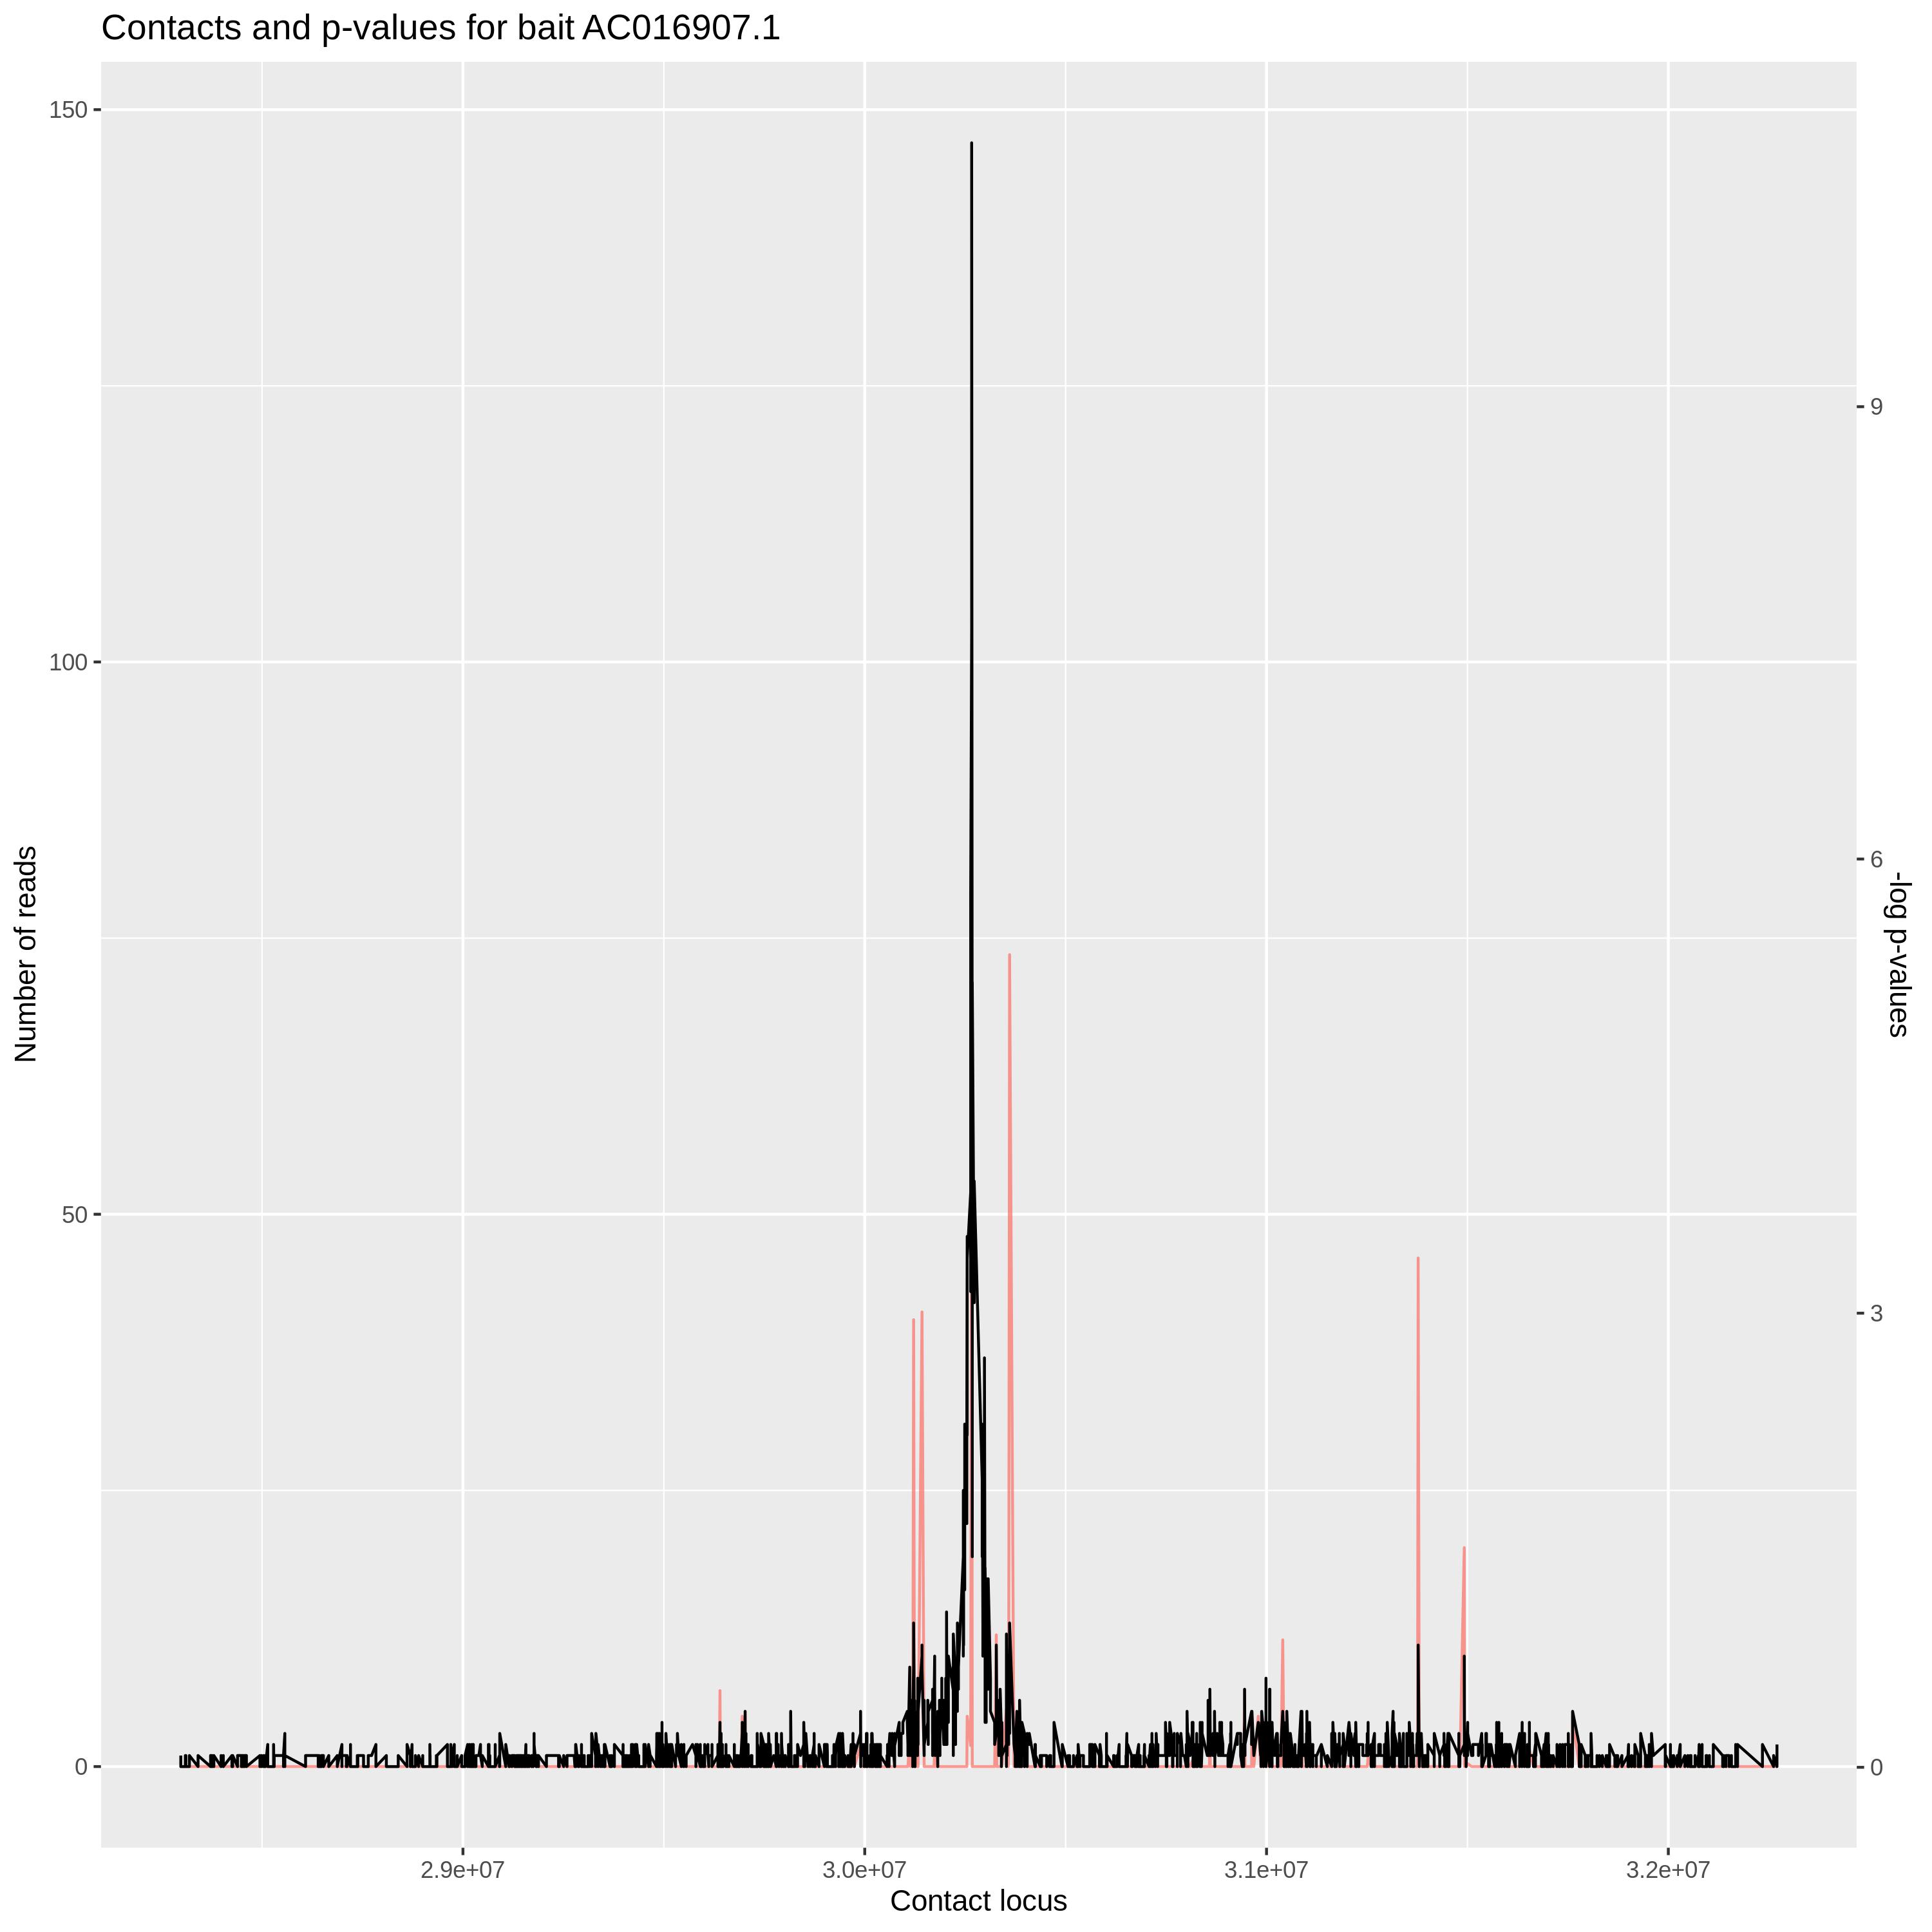 Contacts and p-values for bait AC016907.1
150
100
50
0
Number of reads
9
6
3
0
-log p-values
2.9e+07
3.0e+07
3.1e+07
3.2e+07
Contact locus